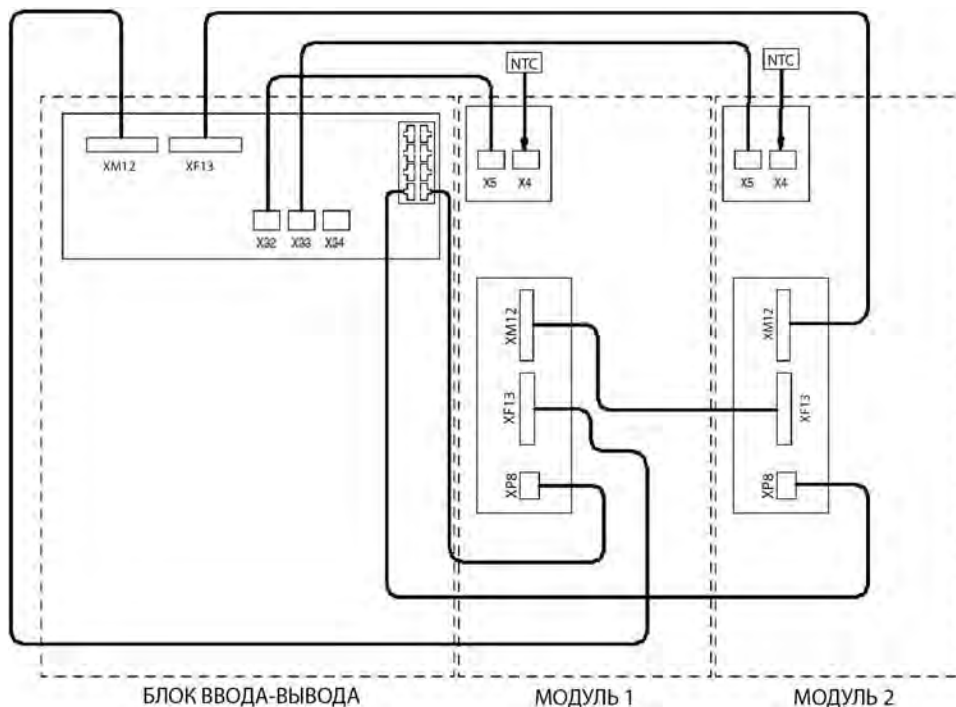 NTC NTC
XM12 XF13
X5 X4 X5 X4
X32 X33 X34
XM12 XM12
XF13 XF13
XP8 XP8
БЛОК ВВОДА-ВЫВОДА МОДУЛЬ 1 МОДУЛЬ 2